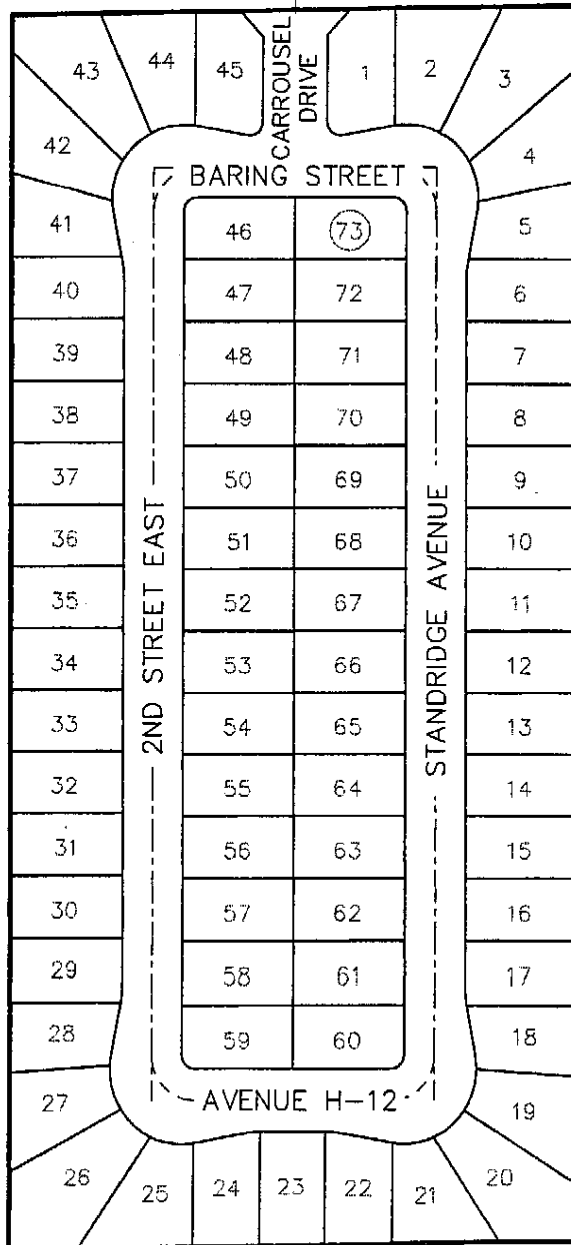 43 44 45 CARROUSEL DRIVE 1 2 3
42 4
BARING STREET
41 46 73 5
40 47 72 6
39 48 71 7
38 49 70 8
37 50 69 9
36 51 68 10
35 52 67 11
34 53 66 12
33 54 65 13
32 55 64 14
31 56 63 15
30 57 62 16
29 58 61 17
28 59 60 18
2ND STREET EAST
STANDRIDGE AVENUE
AVENUE H-12
27 19
26 25 24 23 22 21 20